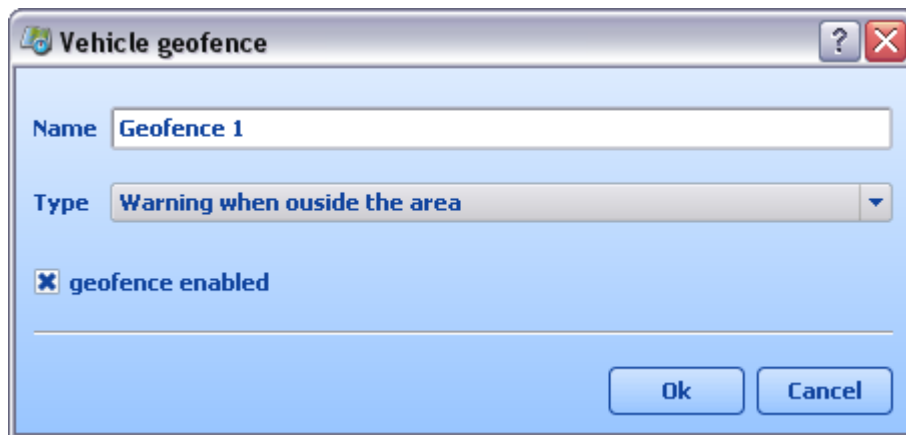 Vehicle geofence
Name Geofence 1
Type Warning when ouside the area
geofence enabled
Ok Cancel